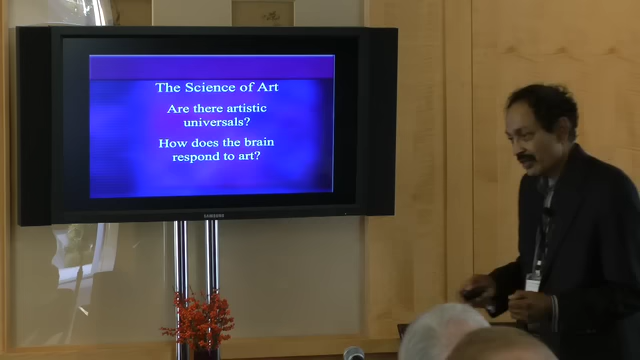 The Science of Art
Are there artistic
universals?
How does the brain
respond to art?
SAMSUNG